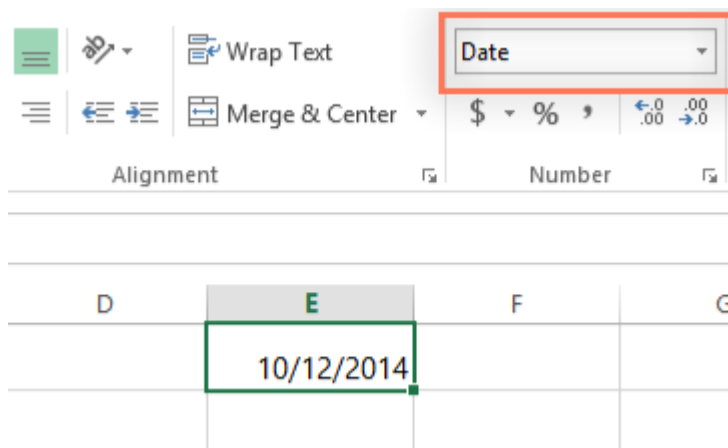 Wrap Text
Date
Merge & Center
$ % , .0 .00 .00 .0
Alignment
Number
D E F G
10/12/2014